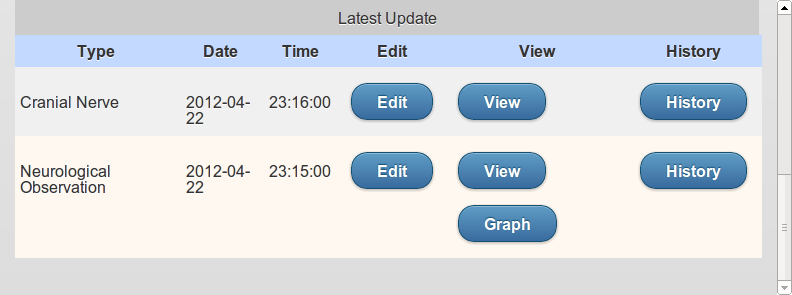 Latest Update
Type Date Time Edit View History
Cranial Nerve 2012-04-22 23:16:00 Edit View History
Neurological Observation 2012-04-22 23:15:00 Edit View History
Graph